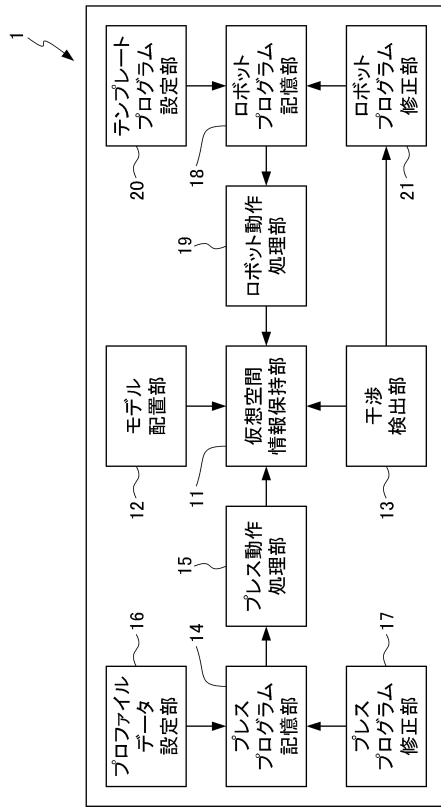 1
プロファイル
データ
設定部
16
モデル
配置部
12
テンプレート
プログラム
設定部
20
プレス
プログラム
記憶部
14
プレス動作
処理部
15
仮想空間
情報保持部
11
ロボット動作
処理部
19
ロボット
プログラム
記憶部
18
プレス
プログラム
修正部
17
干渉
検出部
13
ロボット
プログラム
修正部
21